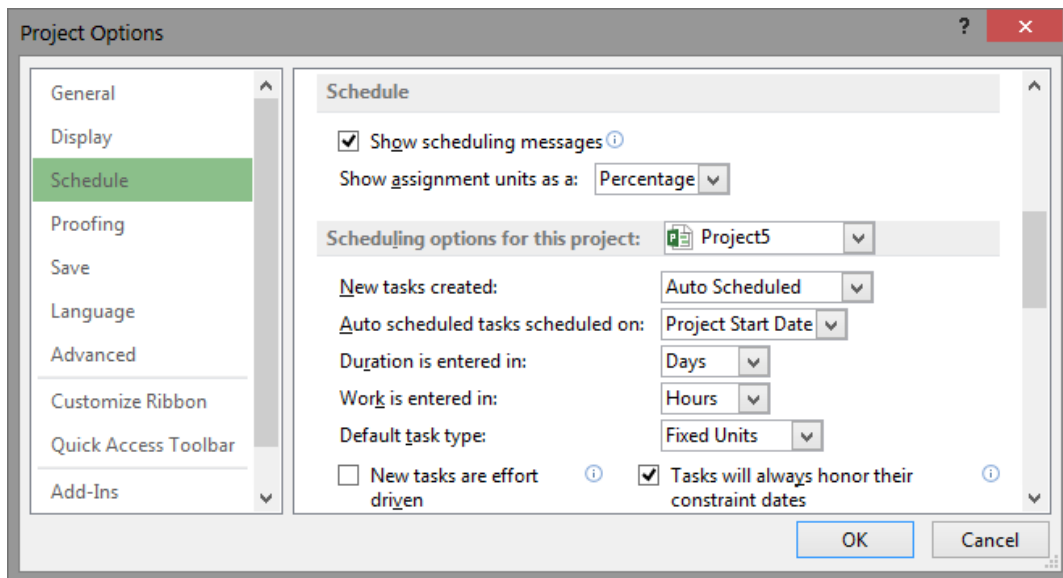 Project Options
?
General
Display
Schedule
Proofing
Save
Language
Advanced
Customize Ribbon
Quick Access Toolbar
Add-Ins
Schedule
Show scheduling messages
Show assignment units as a: Percentage
Scheduling options for this project: Project5
New tasks created: Auto Scheduled
Auto scheduled tasks scheduled on: Project Start Date
Duration is entered in: Days
Work is entered in: Hours
Default task type: Fixed Units
New tasks are effort
driven
Tasks will always honor their
constraint dates
OK Cancel